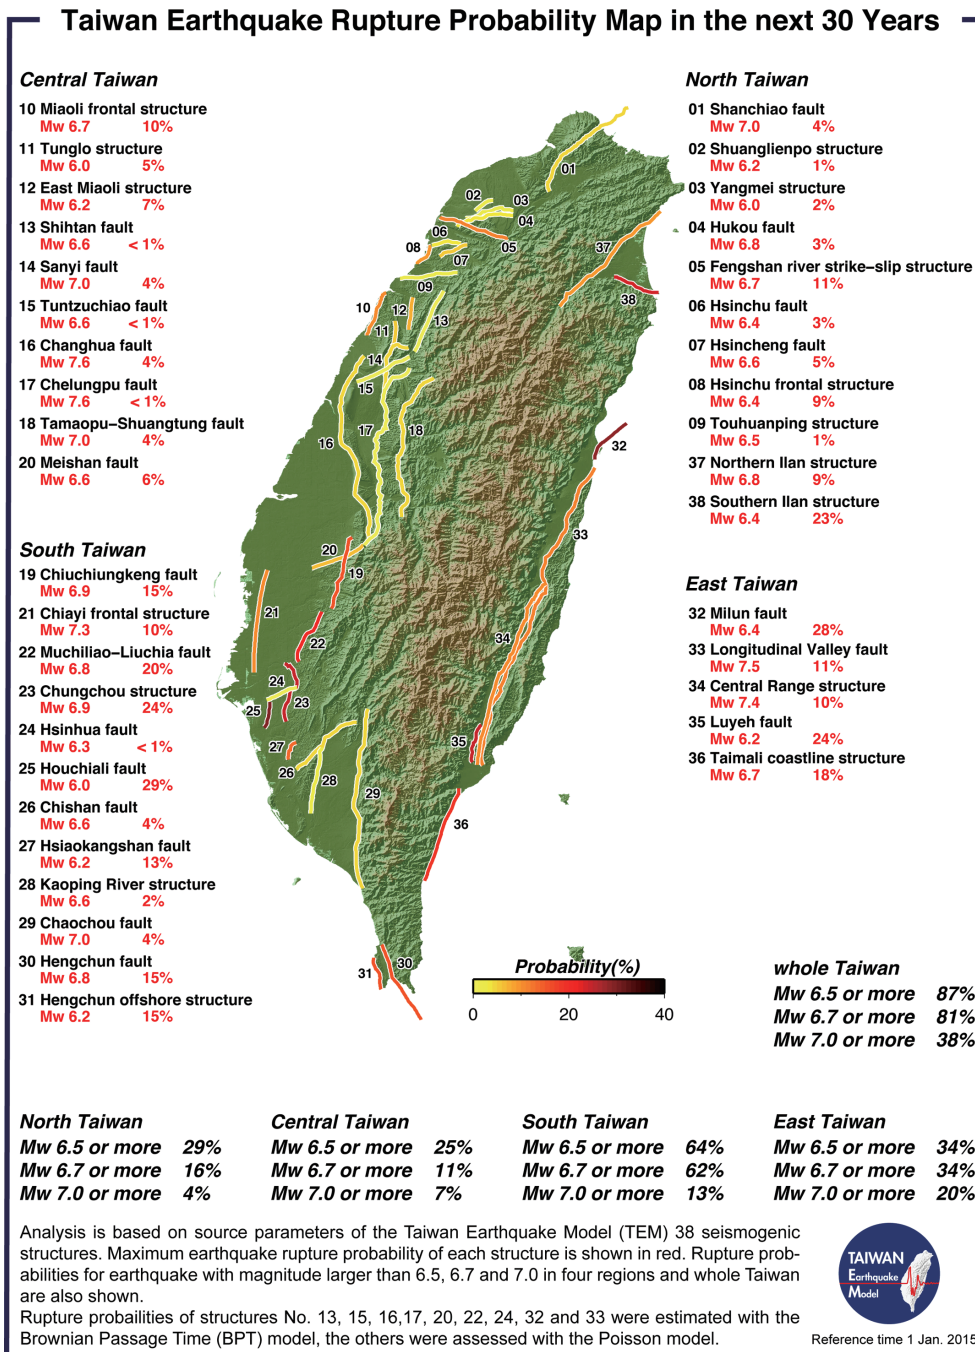 Taiwan Earthquake Rupture Probability Map in the next 30 Years
Central Taiwan
10 Miaoli frontal structure
Mw 6.7 10%
11 Tunglo structure
Mw 6.0 5%
12 East Miaoli structure
Mw 6.2 7%
13 Shihtan fault
Mw 6.6 < 1%
14 Sanyi fault
Mw 7.0 4%
15 Tuntzuchiao fault
Mw 6.6 < 1%
16 Changhua fault
Mw 7.6 4%
17 Chelungpu fault
Mw 7.6 < 1%
18 Tamaopu–Shuangtung fault
Mw 7.0 4%
20 Meishan fault
Mw 6.6 6%
South Taiwan
19 Chiuchiungkeng fault
Mw 6.9 15%
21 Chiayi frontal structure
Mw 7.3 10%
22 Muchiliao–Liuchia fault
Mw 6.8 20%
23 Chungchou structure
Mw 6.9 24%
24 Hsinhua fault
Mw 6.3 < 1%
25 Houchiali fault
Mw 6.0 29%
26 Chishan fault
Mw 6.6 4%
27 Hsiaokangshan fault
Mw 6.2 13%
28 Kaoping River structure
Mw 6.6 2%
29 Chaochou fault
Mw 7.0 4%
30 Hengchun fault
Mw 6.8 15%
31 Hengchun offshore structure
Mw 6.2 15%
01
02
03
04
06
05
08
07
37
09
38
10
12
13
11
14
15
16
17
18
32
33
20
19
21
22
34
24
23
25
35
27
26
28
29
36
31
30
Probability(%)
0 20 40
North Taiwan
01 Shanchiao fault
Mw 7.0 4%
02 Shuanglienpo structure
Mw 6.2 1%
03 Yangmei structure
Mw 6.0 2%
04 Hukou fault
Mw 6.8 3%
05 Fengshan river strike–slip structure
Mw 6.7 11%
06 Hsinchu fault
Mw 6.4 3%
07 Hsincheng fault
Mw 6.6 5%
08 Hsinchu frontal structure
Mw 6.4 9%
09 Touhuanping structure
Mw 6.5 1%
37 Northern Ilan structure
Mw 6.8 9%
38 Southern Ilan structure
Mw 6.4 23%
East Taiwan
32 Milun fault
Mw 6.4 28%
33 Longitudinal Valley fault
Mw 7.5 11%
34 Central Range structure
Mw 7.4 10%
35 Luyeh fault
Mw 6.2 24%
36 Taimali coastline structure
Mw 6.7 18%
whole Taiwan
Mw 6.5 or more 87%
Mw 6.7 or more 81%
Mw 7.0 or more 38%
North Taiwan
Mw 6.5 or more 29%
Mw 6.7 or more 16%
Mw 7.0 or more 4%
Central Taiwan
Mw 6.5 or more 25%
Mw 6.7 or more 11%
Mw 7.0 or more 7%
South Taiwan
Mw 6.5 or more 64%
Mw 6.7 or more 62%
Mw 7.0 or more 13%
East Taiwan
Mw 6.5 or more 34%
Mw 6.7 or more 34%
Mw 7.0 or more 20%
Analysis is based on source parameters of the Taiwan Earthquake Model (TEM) 38 seismogenic
structures. Maximum earthquake rupture probability of each structure is shown in red. Rupture prob-
abilities for earthquake with magnitude larger than 6.5, 6.7 and 7.0 in four regions and whole Taiwan
are also shown.
Rupture probailities of structures No. 13, 15, 16,17, 20, 22, 24, 32 and 33 were estimated with the
Brownian Passage Time (BPT) model, the others were assessed with the Poisson model.
TAIWAN
Earthquake
Model
Reference time 1 Jan. 2015